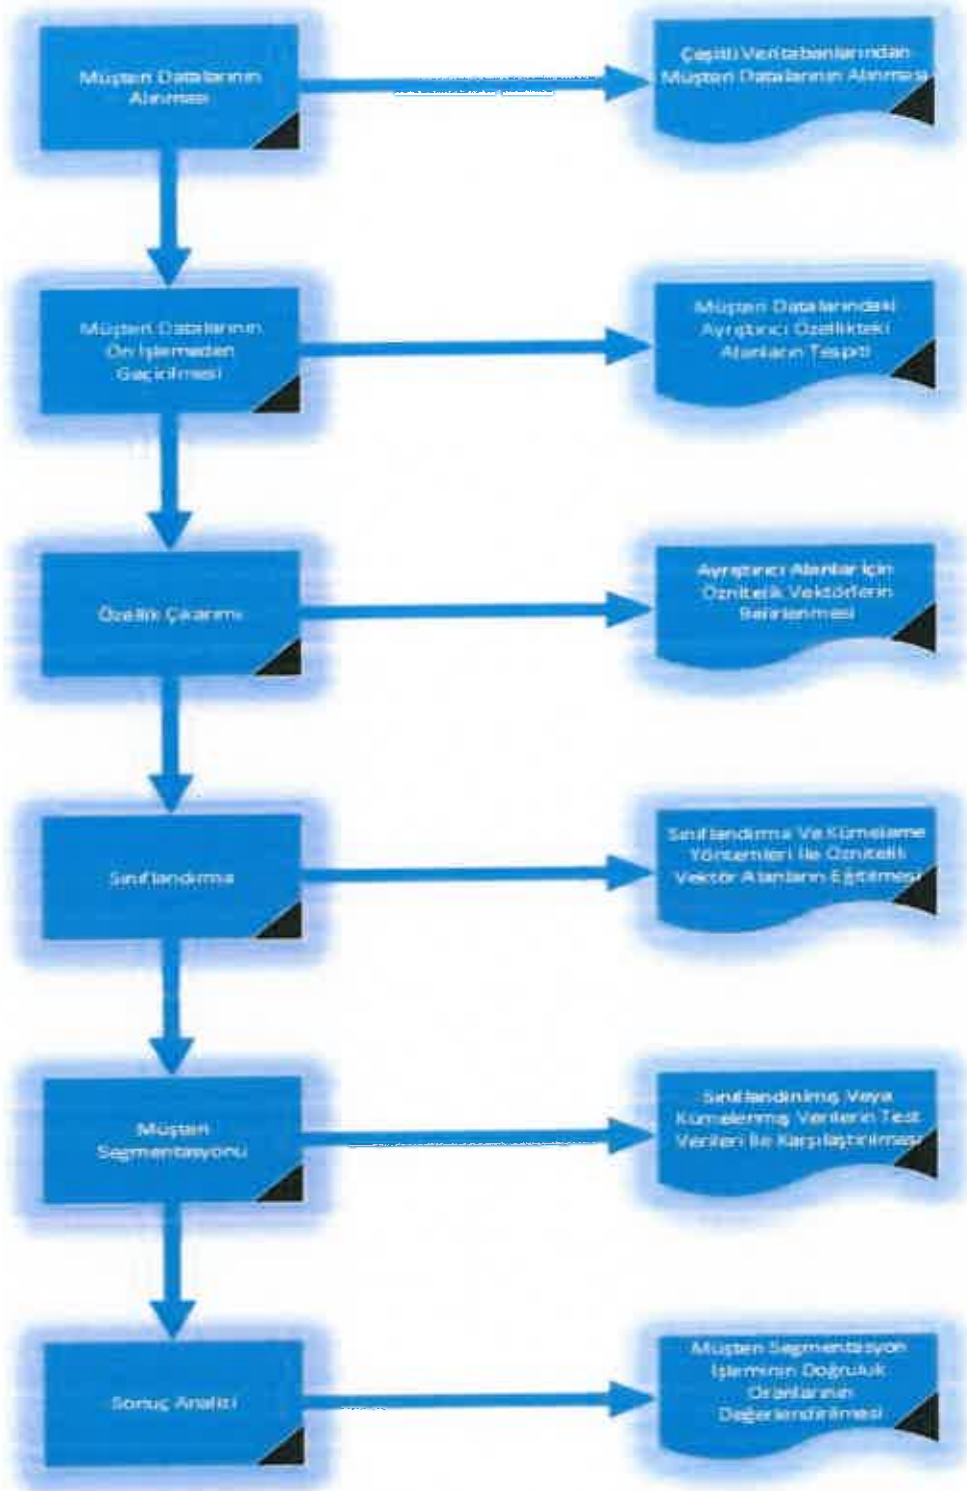 Müşteri Datalarının
Alınması
Çeşitli Veritabanlarından
Müşteri Datalarının Alınması
Müşteri Datalarının
Ön İşlemeden
Geçirilmesi
Müşteri Datalarındaki
Ayrıştırıcı Özellikteki
Alanların Tespiti
Özellik Çıkarımı
Ayrıştırıcı Alanlar İçin
Öznitelik Vektörlerin
Belirlenmesi
Sınıflandırma
Sınıflandırma Ve Kümeleme
Yöntemleri İle Öznitelik
Vektör Alanların Eğitilmesi
Müşteri
Segmentasyonu
Sınıflandırılmış Veya
Kümelenmiş Verilerin Test
Verileri İle Karşılaştırılması
Sonuç Analizi
Müşteri Segmentasyon
İşleminin Doğruluk
Oranlarının
Değerlendirilmesi